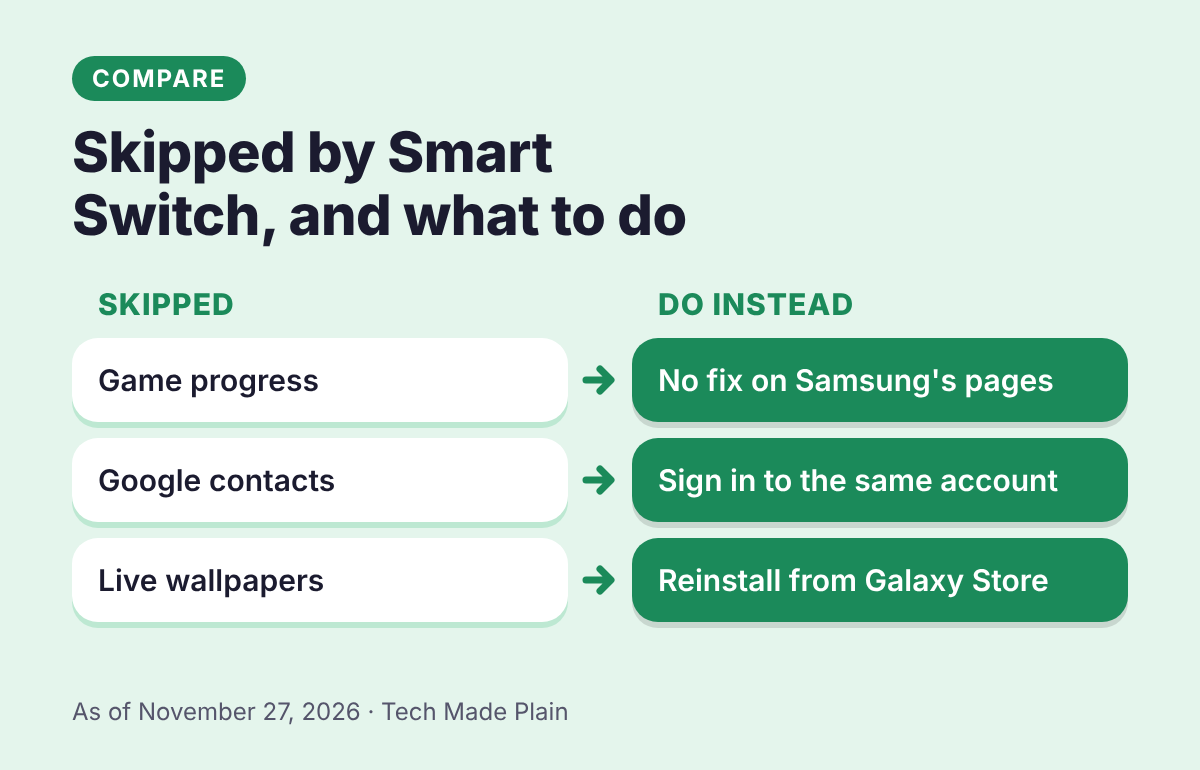 COMPARE
Skipped by Smart
Switch, and what to do
SKIPPED
DO INSTEAD
Game progress
No fix on Samsung's pages
Google contacts
Sign in to the same account
Live wallpapers
Reinstall from Galaxy Store
As of November 27, 2026 · Tech Made Plain